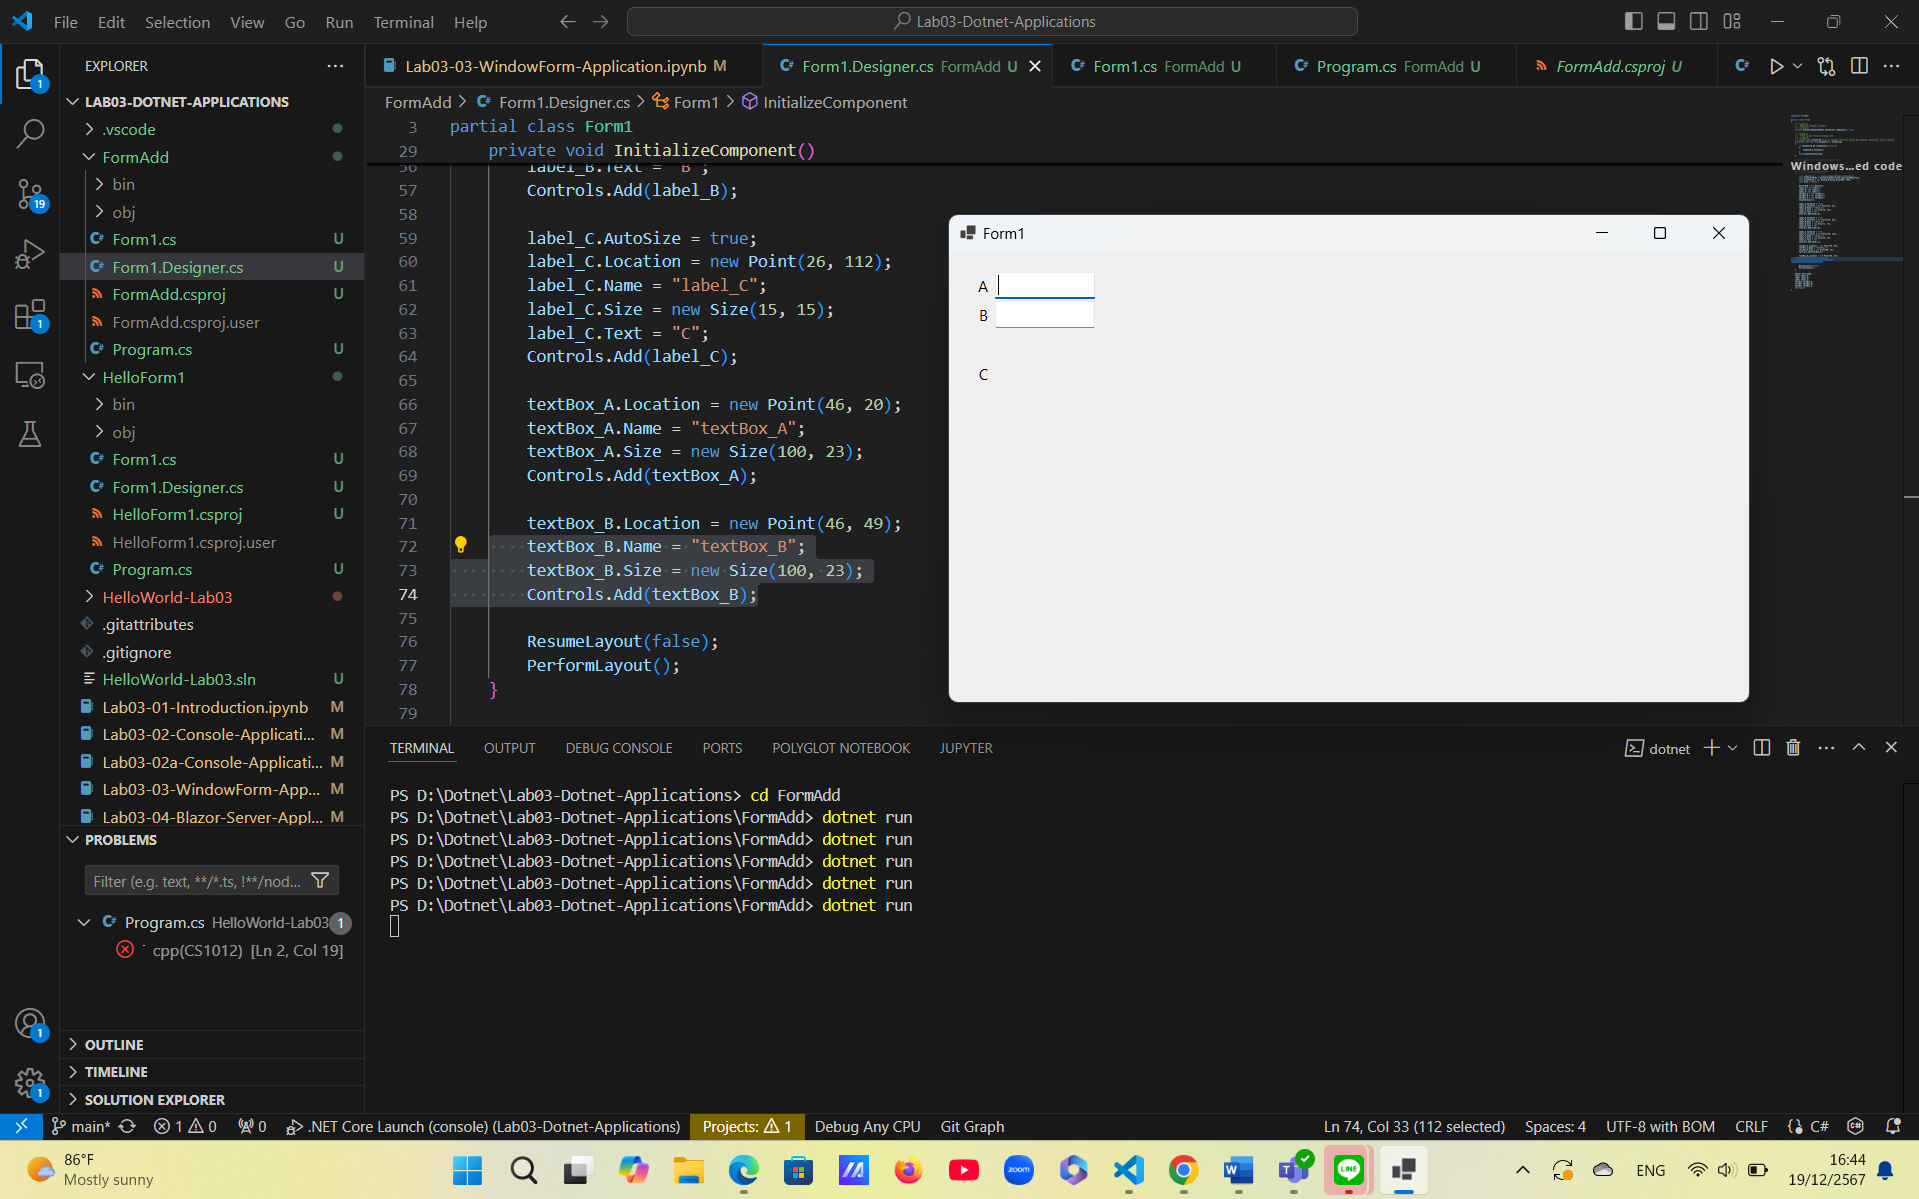 File Edit Selection View Go Run Terminal Help
Lab03-Dotnet-Applications
EXPLORER
LAB03-DOTNET-APPLICATIONS
.vscode
FormAdd
bin
obj
Form1.cs U
Form1.Designer.cs U
FormAdd.csproj U
FormAdd.csproj.user
Program.cs U
HelloForm1
bin
obj
Form1.cs U
Form1.Designer.cs U
HelloForm1.csproj U
HelloForm1.csproj.user
Program.cs U
HelloWorld-Lab03
.gitattributes
.gitignore
HelloWorld-Lab03.sln U
Lab03-01-Introduction.ipynb M
Lab03-02-Console-Applicati... M
Lab03-02a-Console-Applicati... M
Lab03-03-WindowForm-App... M
Lab03-04-Blazor-Server-Appl... M
PROBLEMS
Filter (e.g. text, **/*.ts, !**/nod...
Program.cs HelloWorld-Lab03 1
cpp(CS1012) [Ln 2, Col 19]
OUTLINE
TIMELINE
SOLUTION EXPLORER
Lab03-03-WindowForm-Application.ipynb M
Form1.Designer.cs FormAdd U
Form1.cs FormAdd U
Program.cs FormAdd U
FormAdd.csproj U
FormAdd > Form1.Designer.cs > Form1 > InitializeComponent
3 partial class Form1
29 private void InitializeComponent()
56 label_B.Text = "B";
57 Controls.Add(label_B);
58
59 label_C.AutoSize = true;
60 label_C.Location = new Point(26, 112);
61 label_C.Name = "label_C";
62 label_C.Size = new Size(15, 15);
63 label_C.Text = "C";
64 Controls.Add(label_C);
65
66 textBox_A.Location = new Point(46, 20);
67 textBox_A.Name = "textBox_A";
68 textBox_A.Size = new Size(100, 23);
69 Controls.Add(textBox_A);
70
71 textBox_B.Location = new Point(46, 49);
72 textBox_B.Name = "textBox_B";
73 textBox_B.Size = new Size(100, 23);
74 Controls.Add(textBox_B);
75
76 ResumeLayout(false);
77 PerformLayout();
78 }
79
Windows...ed code
Form1
A
B
C
TERMINAL OUTPUT DEBUG CONSOLE PORTS POLYGLOT NOTEBOOK JUPYTER
dotnet
PS D:\Dotnet\Lab03-Dotnet-Applications> cd FormAdd
PS D:\Dotnet\Lab03-Dotnet-Applications\FormAdd> dotnet run
PS D:\Dotnet\Lab03-Dotnet-Applications\FormAdd> dotnet run
PS D:\Dotnet\Lab03-Dotnet-Applications\FormAdd> dotnet run
PS D:\Dotnet\Lab03-Dotnet-Applications\FormAdd> dotnet run
PS D:\Dotnet\Lab03-Dotnet-Applications\FormAdd> dotnet run
1
19
1
1
1
main* 1 0 0 .NET Core Launch (console) (Lab03-Dotnet-Applications) Projects: 1 Debug Any CPU Git Graph Ln 74, Col 33 (112 selected) Spaces: 4 UTF-8 with BOM CRLF C#
86°F
Mostly sunny
zoom
LINE
ENG
16:44
19/12/2567